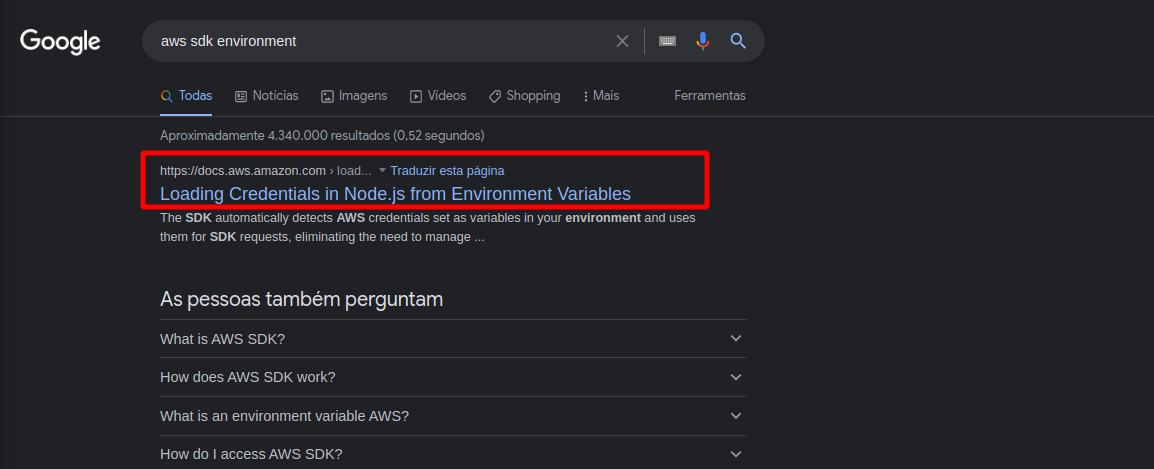 Google
aws sdk environment
Todas Notícias Imagens Vídeos Shopping Mais Ferramentas
Aproximadamente 4.340.000 resultados (0,52 segundos)
https://docs.aws.amazon.com › load... Traduzir esta página
Loading Credentials in Node.js from Environment Variables
The SDK automatically detects AWS credentials set as variables in your environment and uses
them for SDK requests, eliminating the need to manage ...
As pessoas também perguntam
What is AWS SDK?
How does AWS SDK work?
What is an environment variable AWS?
How do I access AWS SDK?